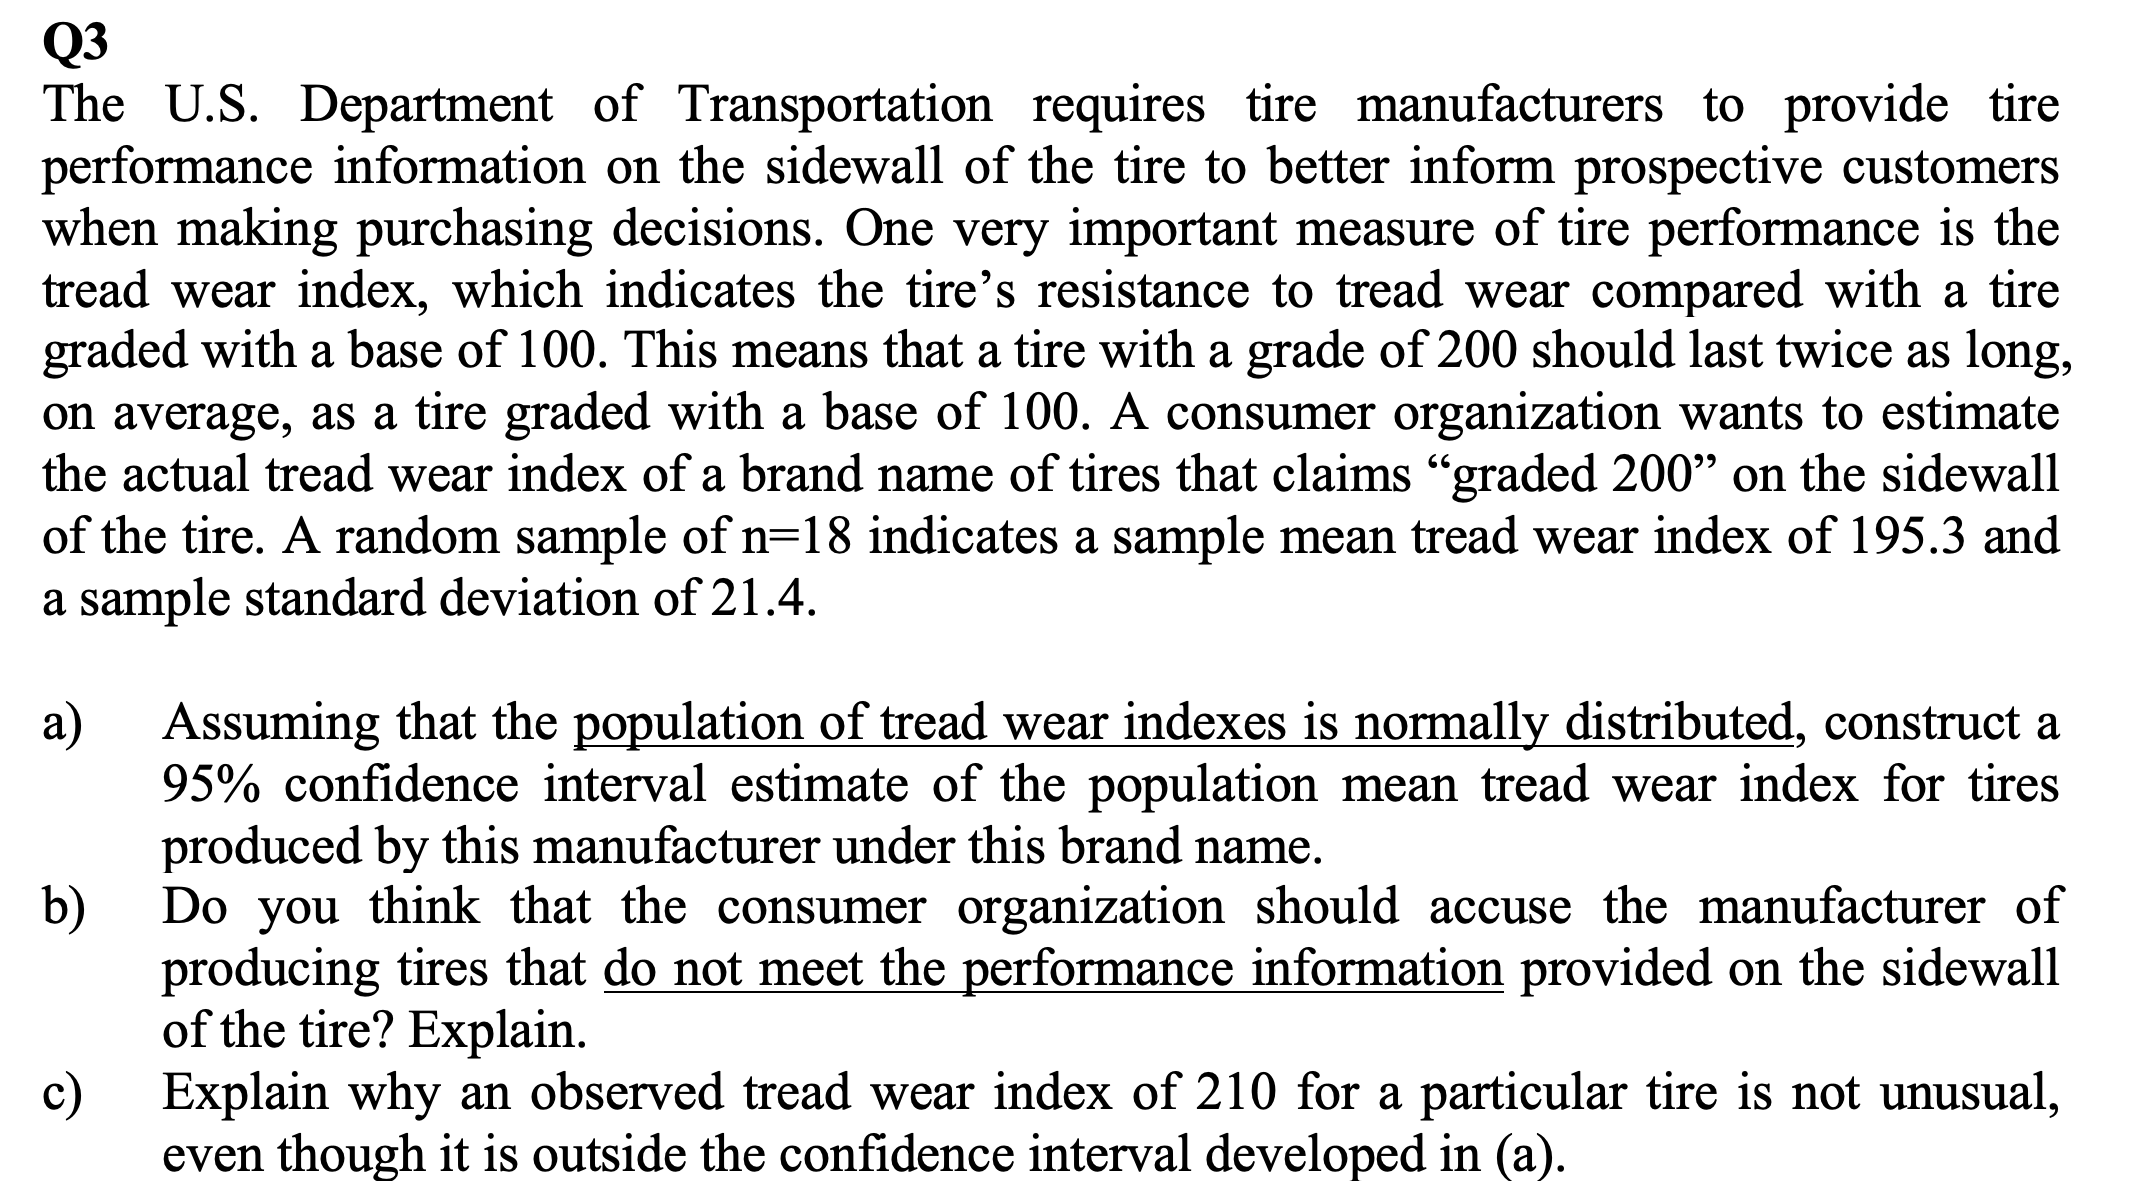 Q3
The U.S. Department of Transportation requires tire manufacturers to provide tire
performance information on the sidewall of the tire to better inform prospective customers
when making purchasing decisions. One very important measure of tire performance is the
tread wear index, which indicates the tire’s resistance to tread wear compared with a tire
graded with a base of 100. This means that a tire with a grade of 200 should last twice as long,
on average, as a tire graded with a base of 100. A consumer organization wants to estimate
the actual tread wear index of a brand name of tires that claims “graded 200” on the sidewall
of the tire. A random sample of n=18 indicates a sample mean tread wear index of 195.3 and
a sample standard deviation of 21.4.
a) Assuming that the population of tread wear indexes is normally distributed, construct a
95% confidence interval estimate of the population mean tread wear index for tires
produced by this manufacturer under this brand name.
b) Do you think that the consumer organization should accuse the manufacturer of
producing tires that do not meet the performance information provided on the sidewall
of the tire? Explain.
c) Explain why an observed tread wear index of 210 for a particular tire is not unusual,
even though it is outside the confidence interval developed in (a).